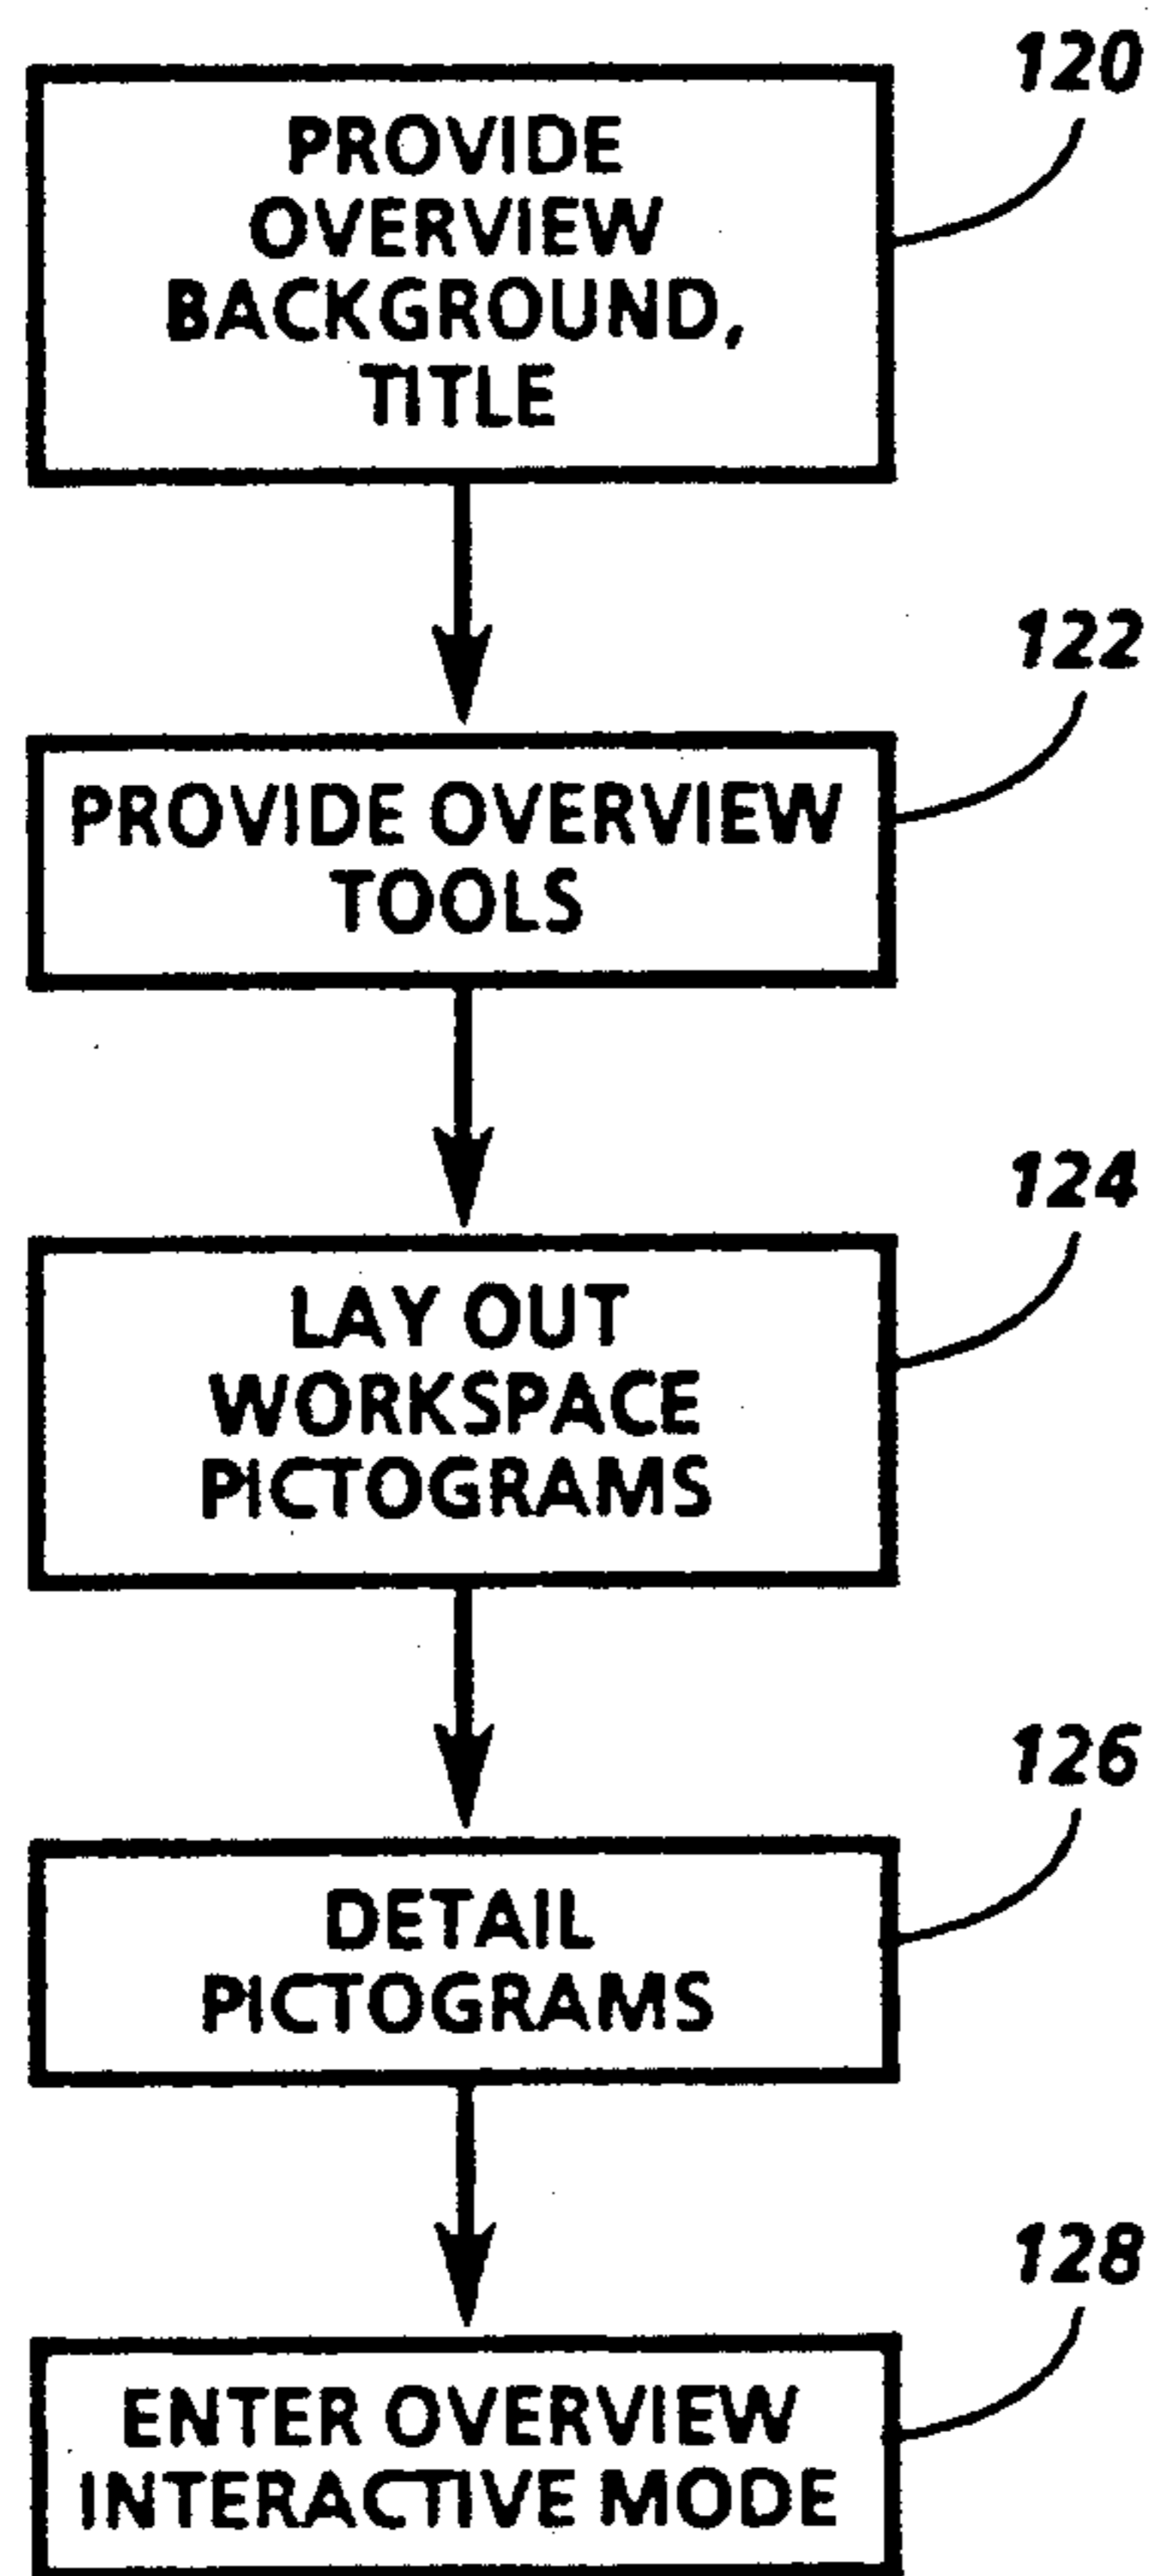 120
PROVIDE
OVERVIEW
BACKGROUND,
TITLE
122
PROVIDE OVERVIEW
TOOLS
124
LAY OUT
WORKSPACE
PICTOGRAMS
126
DETAIL
PICTOGRAMS
128
ENTER OVERVIEW
INTERACTIVE MODE